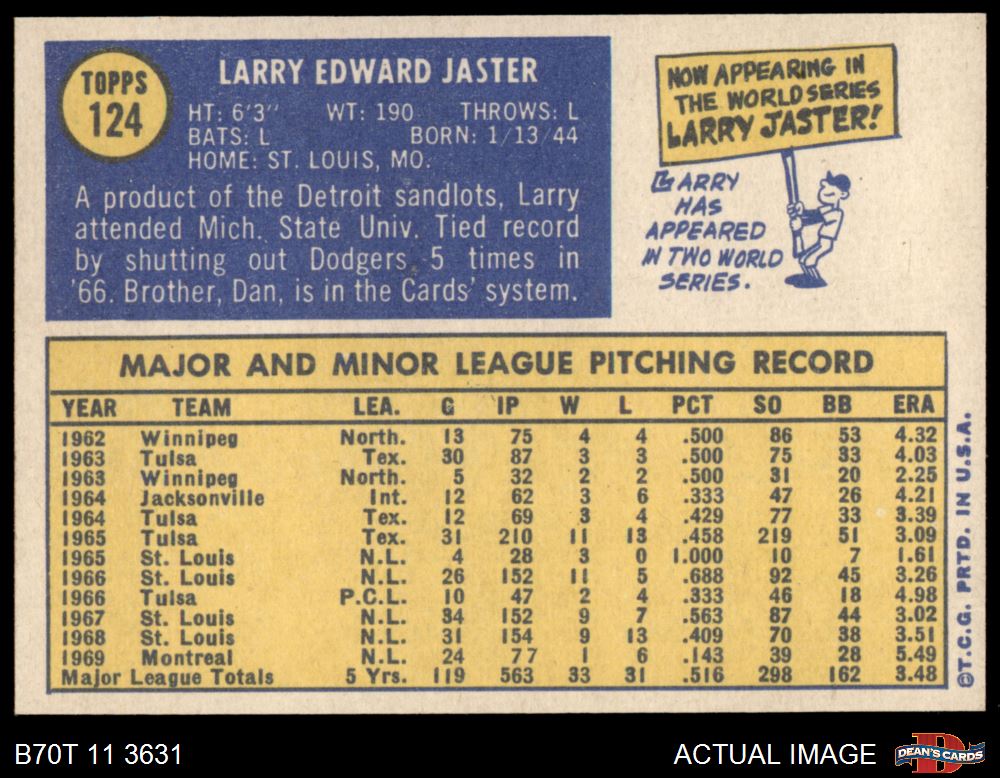 TOPPS
124
LARRY EDWARD JASTER
HT: 6'3" WT: 190 THROWS: L
BATS: L BORN: 1/13/44
HOME: ST. LOUIS, MO.
A product of the Detroit sandlots, Larry
attended Mich. State Univ. Tied record
by shutting out Dodgers 5 times in
'66. Brother, Dan, is in the Cards' system.
NOW APPEARING IN
THE WORLD SERIES
LARRY JASTER!
LARRY
HAS
APPEARED
IN TWO WORLD
SERIES.
MAJOR AND MINOR LEAGUE PITCHING RECORD
YEAR TEAM LEA. G IP W L PCT SO BB ERA
1962 Winnipeg North. 13 75 4 4 .500 86 53 4.32
1963 Tulsa Tex. 30 87 3 3 .500 75 33 4.03
1963 Winnipeg North. 5 32 2 2 .500 31 20 2.25
1964 Jacksonville Int. 12 62 3 6 .333 47 26 4.21
1964 Tulsa Tex. 12 69 3 4 .429 77 33 3.39
1965 Tulsa Tex. 31 210 11 13 .458 219 51 3.09
1965 St. Louis N.L. 4 28 3 0 1.000 10 7 1.61
1966 St. Louis N.L. 26 152 11 5 .688 92 45 3.26
1966 Tulsa P.C.L. 10 47 2 4 .333 46 18 4.98
1967 St. Louis N.L. 34 152 9 7 .563 87 44 3.02
1968 St. Louis N.L. 31 154 9 13 .409 70 38 3.51
1969 Montreal N.L. 24 77 1 6 .143 39 28 5.49
Major League Totals 5 Yrs. 119 563 33 31 .516 298 162 3.48
©T.C.G. PRTD. IN U.S.A.
B70T 11 3631
ACTUAL IMAGE
DEAN'S CARDS